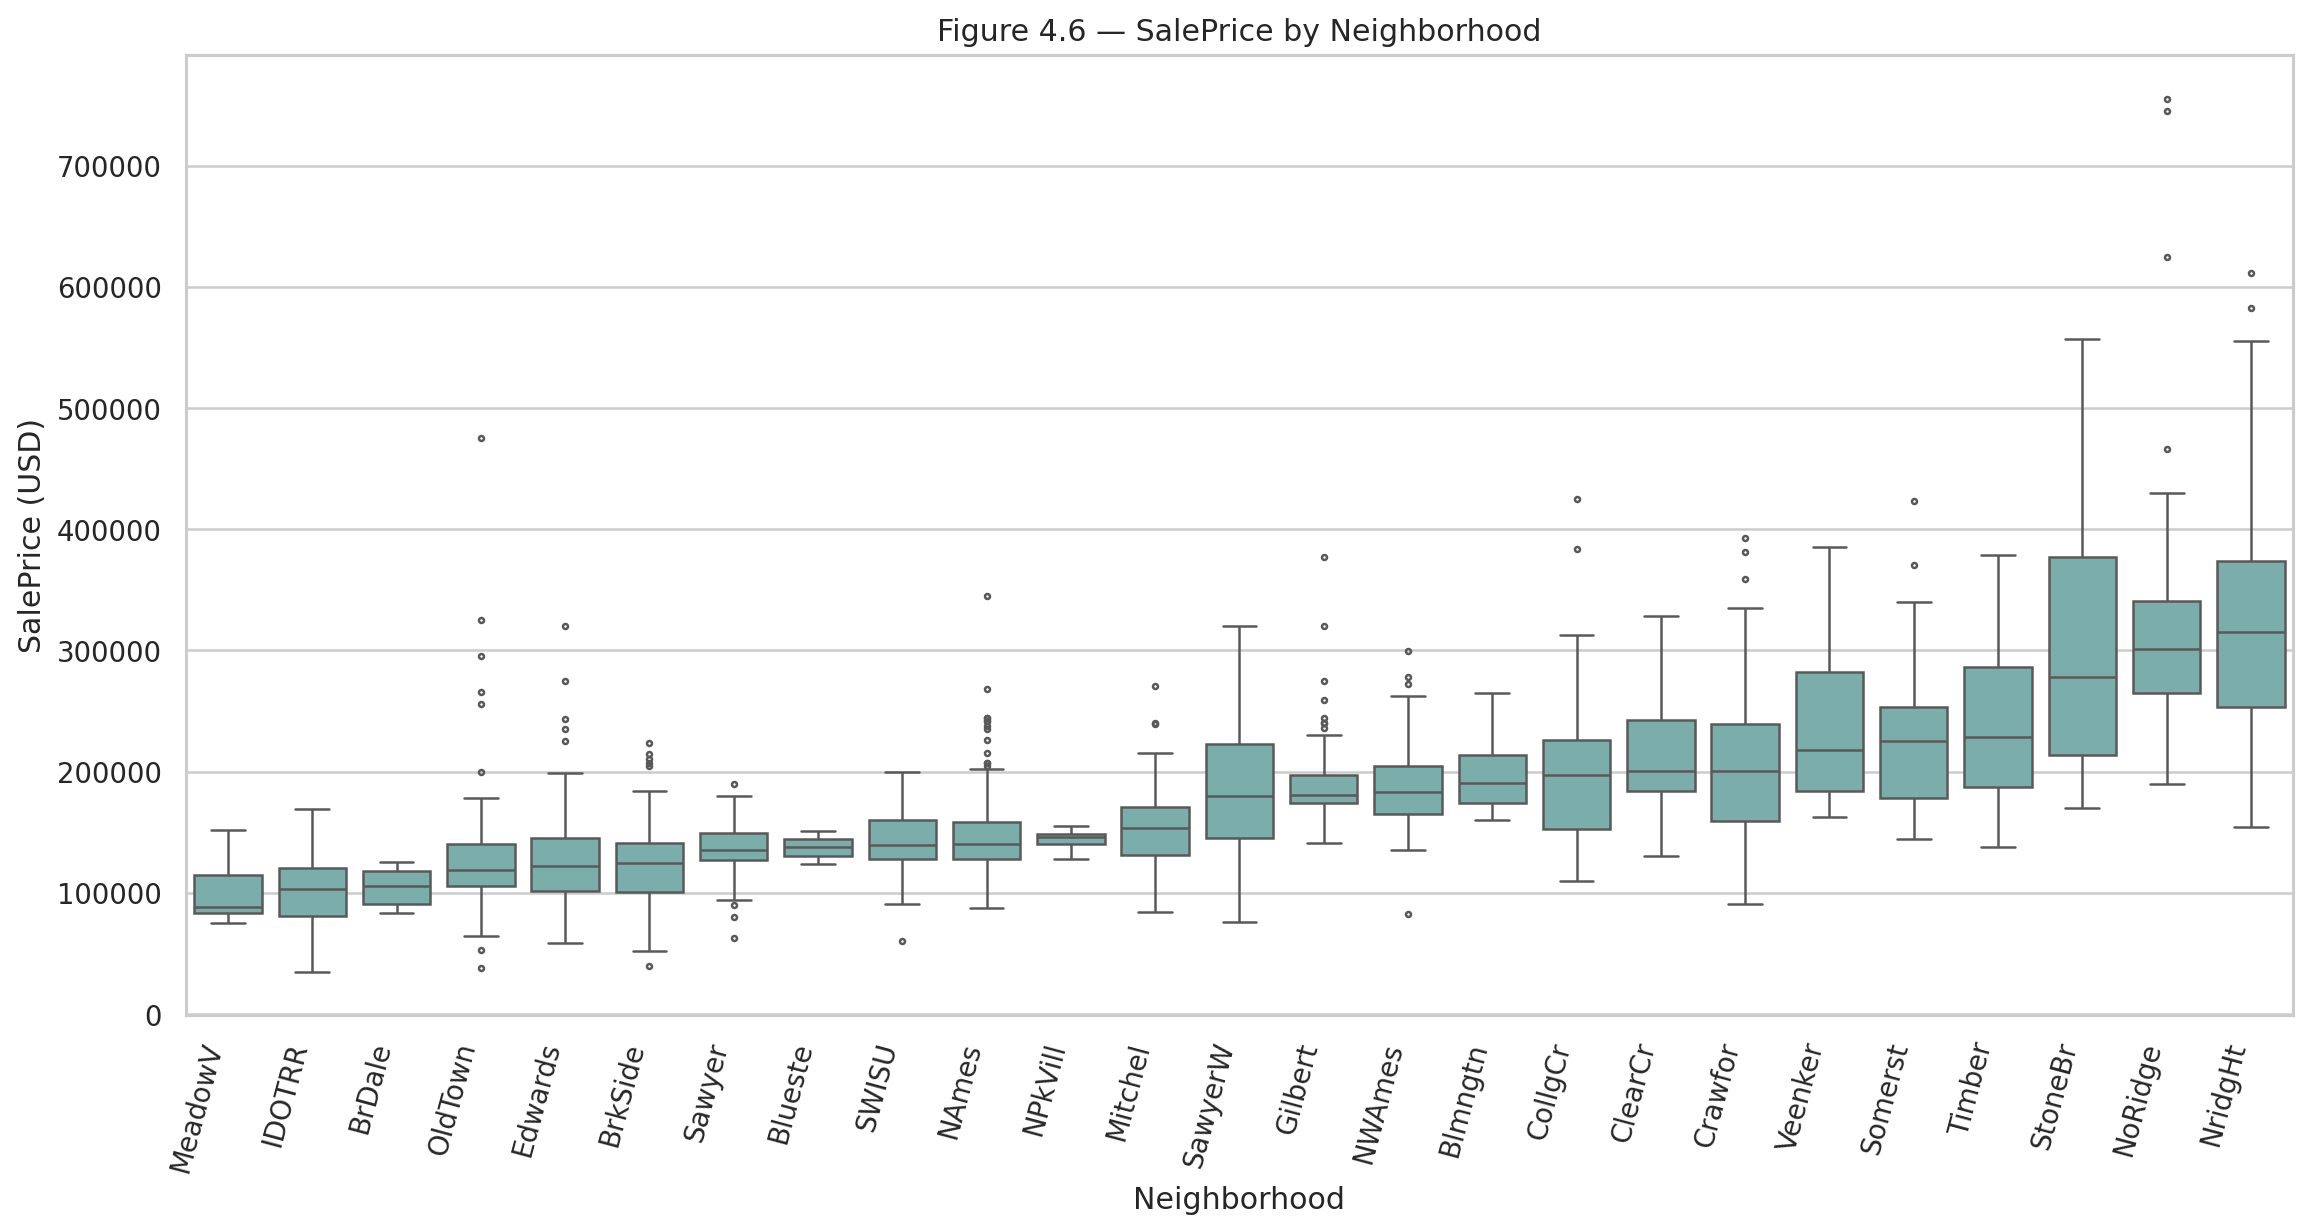 Figure 4.6 — SalePrice by Neighborhood
SalePrice (USD)
700000
600000
500000
400000
300000
200000
100000
0
MeadowV
IDOTRR
BrDale
OldTown
Edwards
BrkSide
Sawyer
Blueste
SWISU
NAmes
NPkVill
Mitchel
SawyerW
Gilbert
NWAmes
Blmngtn
CollgCr
ClearCr
Crawfor
Veenker
Somerst
Timber
StoneBr
NoRidge
NridgHt
Neighborhood